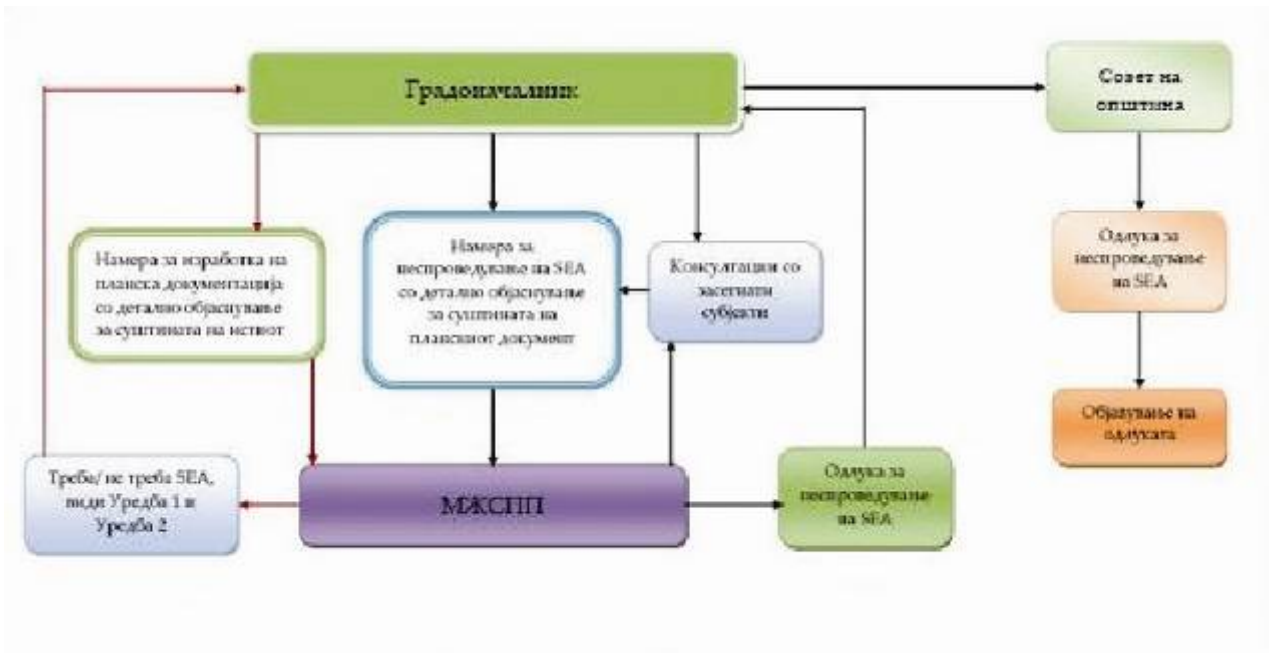 Градоначалник
Совет на
општина
Намера за изработка на
планска документација
со детално објаснување
за суштината на истиот
Намера за
неспроведување на SEA
со детално објаснување
за суштината на
планскиот документ
Консултации со
засегнати
субјекти
Одлука за
неспроведување
на SEA
Објавување на
одлуката
Треба/ не треба SEA,
види Уредба 1 и
Уредба 2
МЖСПП
Одлука за
неспроведување
на SEA